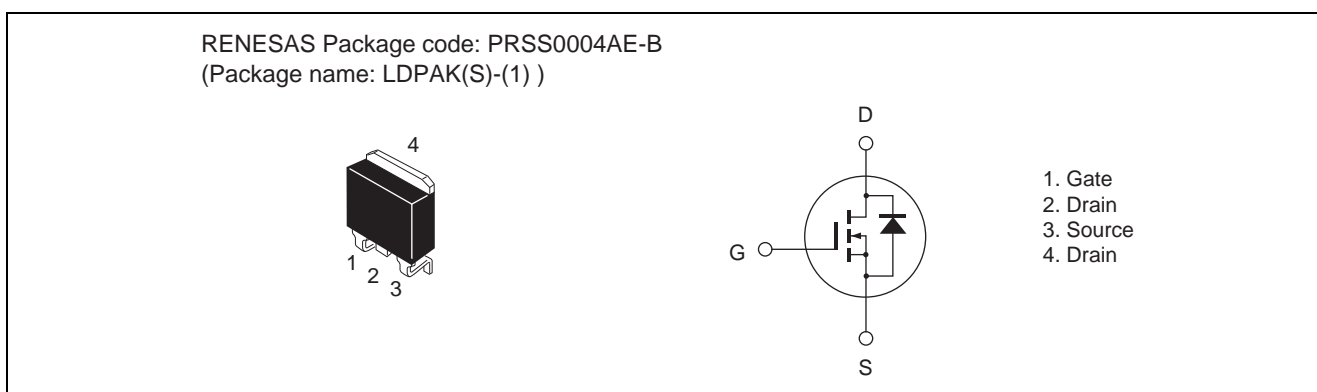 RENESAS Package code: PRSS0004AE-B
(Package name: LDPAK(S)-(1) )
4
1
2
3
D
G
S
1. Gate
2. Drain
3. Source
4. Drain